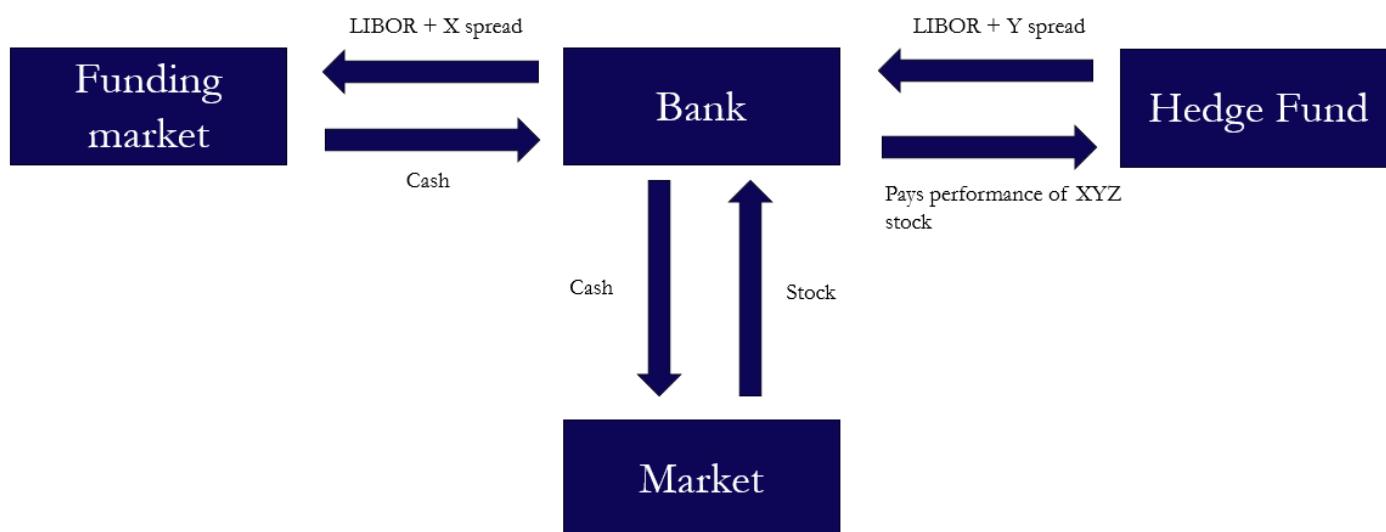 LIBOR + X spread
LIBOR + Y spread
Funding
market
Bank
Hedge Fund
Cash
Pays performance of XYZ
stock
Cash
Stock
Market